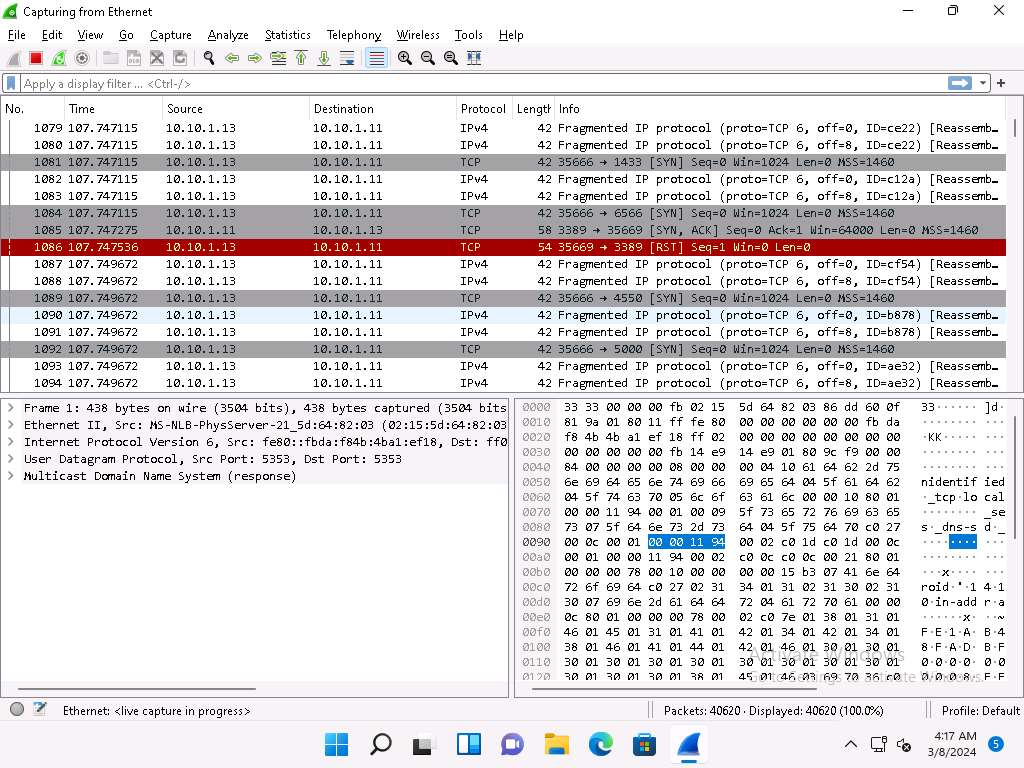 Capturing from Ethernet
File Edit View Go Capture Analyze Statistics Telephony Wireless Tools Help
Apply a display filter ... <Ctrl-/>
No. Time Source Destination Protocol Length Info
1079 107.747115 10.10.1.13 10.10.1.11 IPv4 42 Fragmented IP protocol (proto=TCP 6, off=0, ID=ce22) [Reassemb…
1080 107.747115 10.10.1.13 10.10.1.11 IPv4 42 Fragmented IP protocol (proto=TCP 6, off=8, ID=ce22) [Reassemb…
1081 107.747115 10.10.1.13 10.10.1.11 TCP 42 35666 → 1433 [SYN] Seq=0 Win=1024 Len=0 MSS=1460
1082 107.747115 10.10.1.13 10.10.1.11 IPv4 42 Fragmented IP protocol (proto=TCP 6, off=0, ID=c12a) [Reassemb…
1083 107.747115 10.10.1.13 10.10.1.11 IPv4 42 Fragmented IP protocol (proto=TCP 6, off=8, ID=c12a) [Reassemb…
1084 107.747115 10.10.1.13 10.10.1.11 TCP 42 35666 → 6566 [SYN] Seq=0 Win=1024 Len=0 MSS=1460
1085 107.747275 10.10.1.11 10.10.1.13 TCP 58 3389 → 35669 [SYN, ACK] Seq=0 Ack=1 Win=64000 Len=0 MSS=1460
1086 107.747536 10.10.1.13 10.10.1.11 TCP 54 35669 → 3389 [RST] Seq=1 Win=0 Len=0
1087 107.749672 10.10.1.13 10.10.1.11 IPv4 42 Fragmented IP protocol (proto=TCP 6, off=0, ID=cf54) [Reassemb…
1088 107.749672 10.10.1.13 10.10.1.11 IPv4 42 Fragmented IP protocol (proto=TCP 6, off=8, ID=cf54) [Reassemb…
1089 107.749672 10.10.1.13 10.10.1.11 TCP 42 35666 → 4550 [SYN] Seq=0 Win=1024 Len=0 MSS=1460
1090 107.749672 10.10.1.13 10.10.1.11 IPv4 42 Fragmented IP protocol (proto=TCP 6, off=0, ID=b878) [Reassemb…
1091 107.749672 10.10.1.13 10.10.1.11 IPv4 42 Fragmented IP protocol (proto=TCP 6, off=8, ID=b878) [Reassemb…
1092 107.749672 10.10.1.13 10.10.1.11 TCP 42 35666 → 5000 [SYN] Seq=0 Win=1024 Len=0 MSS=1460
1093 107.749672 10.10.1.13 10.10.1.11 IPv4 42 Fragmented IP protocol (proto=TCP 6, off=0, ID=ae32) [Reassemb…
1094 107.749672 10.10.1.13 10.10.1.11 IPv4 42 Fragmented IP protocol (proto=TCP 6, off=8, ID=ae32) [Reassemb…
Frame 1: 438 bytes on wire (3504 bits), 438 bytes captured (3504 bits
Ethernet II, Src: MS-NLB-PhysServer-21_5d:64:82:03 (02:15:5d:64:82:03
Internet Protocol Version 6, Src: fe80::fbda:f84b:4ba1:ef18, Dst: ff0
User Datagram Protocol, Src Port: 5353, Dst Port: 5353
Multicast Domain Name System (response)
0000 33 33 00 00 00 fb 02 15 5d 64 82 03 86 dd 60 0f 33······ ]d·
0010 81 9a 01 80 11 ff fe 80 00 00 00 00 00 00 fb da ········ ···
0020 f8 4b 4b a1 ef 18 ff 02 00 00 00 00 00 00 00 00 ·KK····· ···
0030 00 00 00 00 00 fb 14 e9 14 e9 01 80 9c f9 00 00 ········ ···
0040 84 00 00 00 00 08 00 00 00 04 10 61 64 62 2d 75 ········ ···
0050 6e 69 64 65 6e 74 69 66 69 65 64 04 5f 61 64 62 nidentif ied
0060 04 5f 74 63 70 05 6c 6f 63 61 6c 00 00 10 80 01 ·_tcp·lo cal
0070 00 00 11 94 00 01 00 09 5f 73 65 72 76 69 63 65 ········ _se
0080 73 07 5f 64 6e 73 2d 73 64 04 5f 75 64 70 c0 27 s·_dns-s d·_
0090 00 0c 00 01 00 00 11 94 00 02 c0 1d c0 1d 00 0c ········ ···
00a0 00 01 00 00 11 94 00 02 c0 0c c0 0c 00 21 80 01 ········ ···
00b0 00 00 00 78 00 10 00 00 00 00 15 b3 07 41 6e 64 ···x···· ···
00c0 72 6f 69 64 c0 27 02 31 34 01 31 02 31 30 02 31 roid·'·1 4·1
00d0 30 07 69 6e 2d 61 64 64 72 04 61 72 70 61 00 00 0·in-add r·a
00e0 0c 80 01 00 00 00 78 00 02 c0 7e 01 38 01 31 01 ······x· ··~
00f0 46 01 45 01 31 01 41 01 42 01 34 01 42 01 34 01 F·E·1·A· B·4
0100 38 01 46 01 41 01 44 01 42 01 46 01 30 01 30 01 8·F·A·D· B·F
0110 30 01 30 01 30 01 30 01 30 01 30 01 30 01 30 01 0·0·0·0· 0·0
0120 30 01 30 01 30 01 38 01 45 01 46 03 69 70 36 c0 0·0·0·8· E·F
Activate Windows
Go to Settings to activate Windows.
Ethernet: <live capture in progress> Packets: 40620 · Displayed: 40620 (100.0%) Profile: Default
4:17 AM
3/8/2024
5